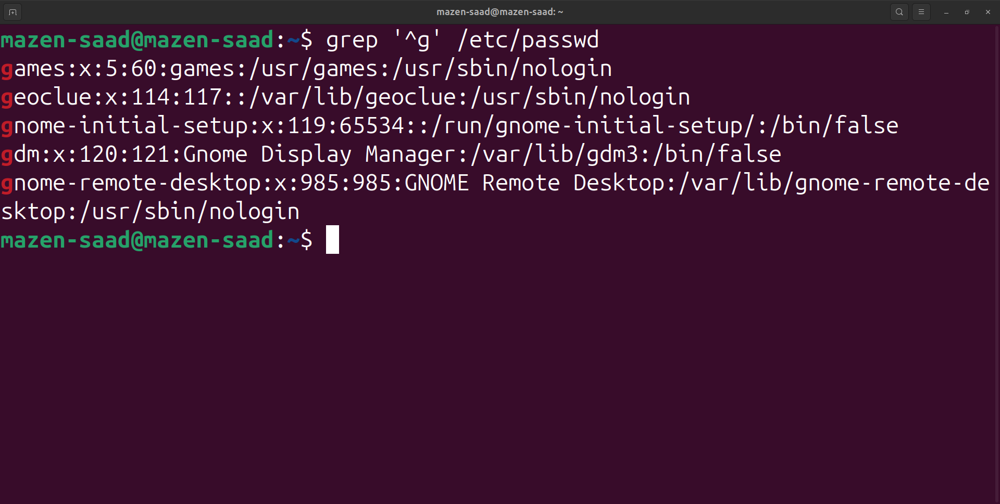 mazen-saad@mazen-saad: ~
mazen-saad@mazen-saad:~$ grep '^g' /etc/passwd
games:x:5:60:games:/usr/games:/usr/sbin/nologin
geoclue:x:114:117::/var/lib/geoclue:/usr/sbin/nologin
gnome-initial-setup:x:119:65534::/run/gnome-initial-setup/:/bin/false
gdm:x:120:121:Gnome Display Manager:/var/lib/gdm3:/bin/false
gnome-remote-desktop:x:985:985:GNOME Remote Desktop:/var/lib/gnome-remote-de
sktop:/usr/sbin/nologin
mazen-saad@mazen-saad:~$